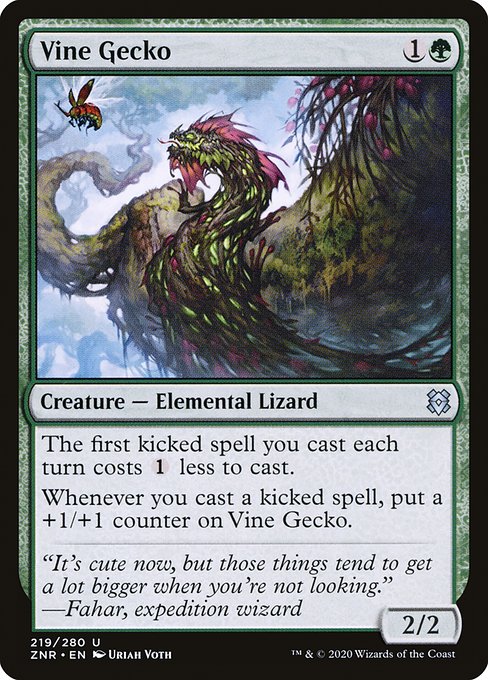 Vine Gecko 1
Creature — Elemental Lizard
The first kicked spell you cast each
turn costs 1 less to cast.
Whenever you cast a kicked spell, put a
+1/+1 counter on Vine Gecko.
“It’s cute now, but those things tend to get
a lot bigger when you’re not looking.”
—Fahar, expedition wizard
2/2
219/280 U
ZNR • EN Uriah Voth
™ & © 2020 Wizards of the Coast